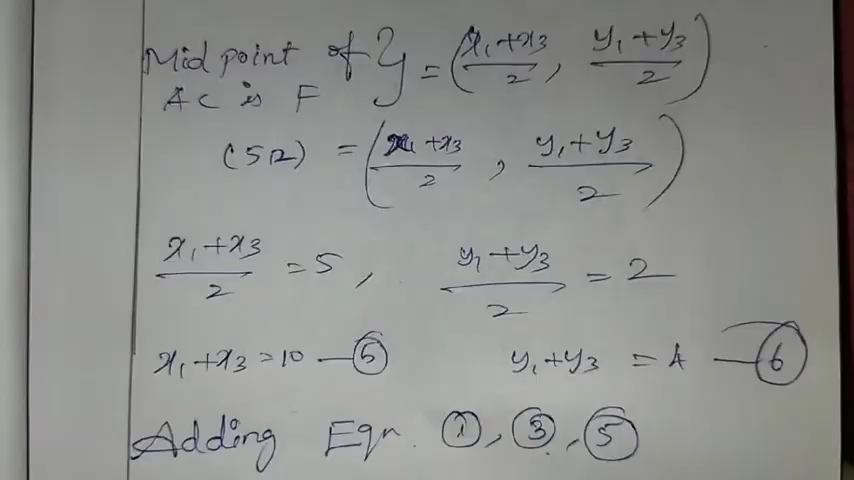 Mid point of } = (x₁+x₃/2, y₁+y₃/2)
AC is F
(5 2) = (x₁+x₃/2, y₁+y₃/2)
x₁+x₃/2 = 5, y₁+y₃/2 = 2
x₁+x₃ = 10 — ⑤ y₁+y₃ = 4 — ⑥
Adding Eqn. ①, ③, ⑤